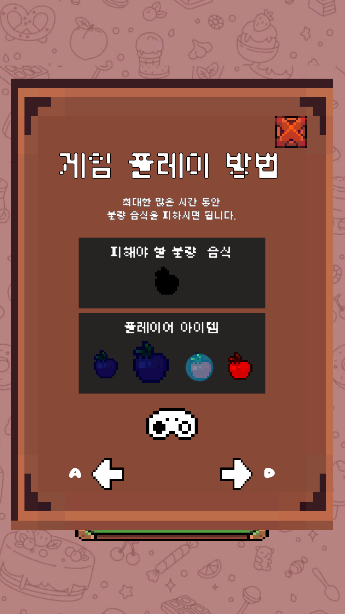 게임 플레이 방법
최대한 많은 시간 동안
불량 음식을 피하시면 됩니다.
피해야 할 불량 음식
플레이어 아이템
A D